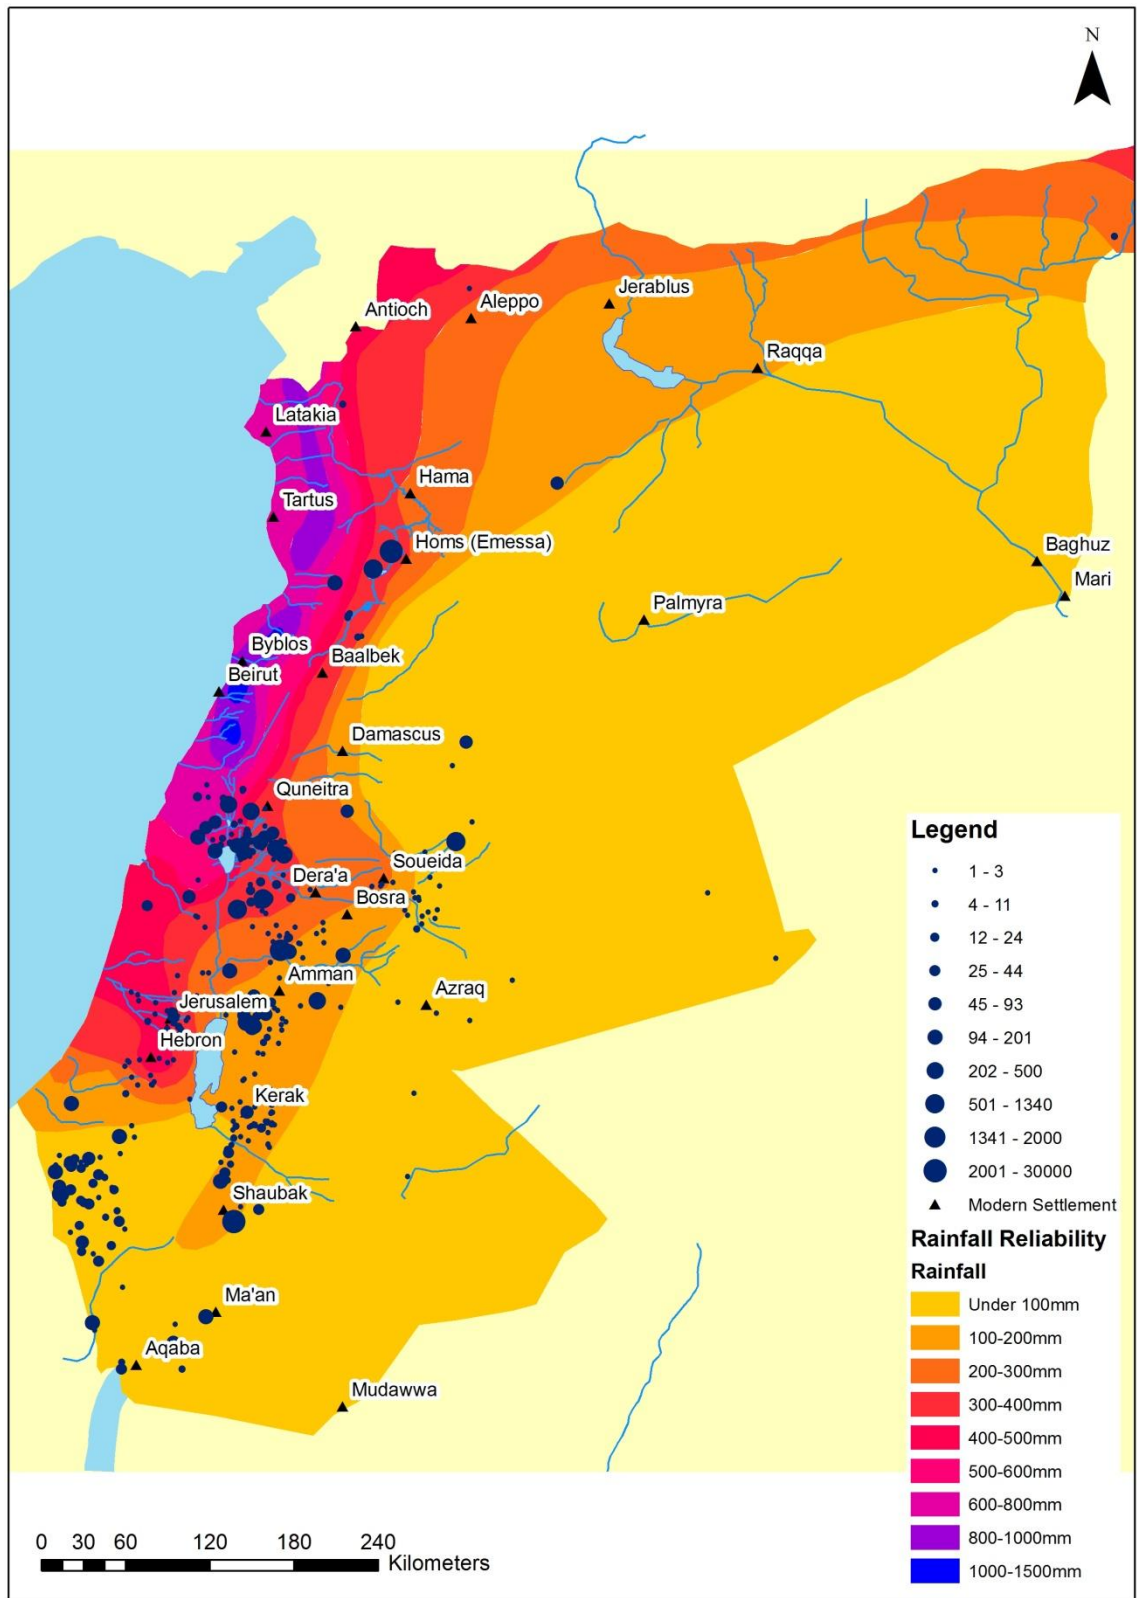 N
Antioch
Aleppo
Jerablus
Raqqa
Latakia
Hama
Tartus
Homs (Emessa)
Baghuz
Mari
Palmyra
Byblos
Baalbek
Beirut
Damascus
Quneitra
Soueida
Dera'a
Bosra
Amman
Azraq
Jerusalem
Hebron
Kerak
Shaubak
Ma'an
Aqaba
Mudawwa
Legend
1 - 3
4 - 11
12 - 24
25 - 44
45 - 93
94 - 201
202 - 500
501 - 1340
1341 - 2000
2001 - 30000
Modern Settlement
Rainfall Reliability
Rainfall
Under 100mm
100-200mm
200-300mm
300-400mm
400-500mm
500-600mm
600-800mm
800-1000mm
1000-1500mm
0 30 60 120 180 240
Kilometers